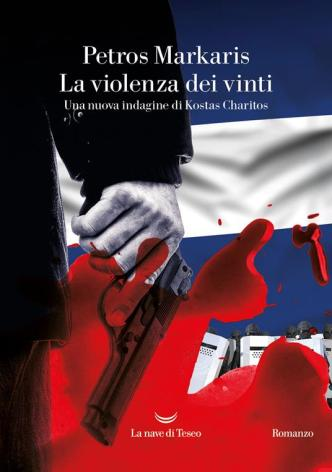 Petros Markaris
La violenza dei vinti
Una nuova indagine di Kostas Charitos
La nave di Teseo
Romanzo